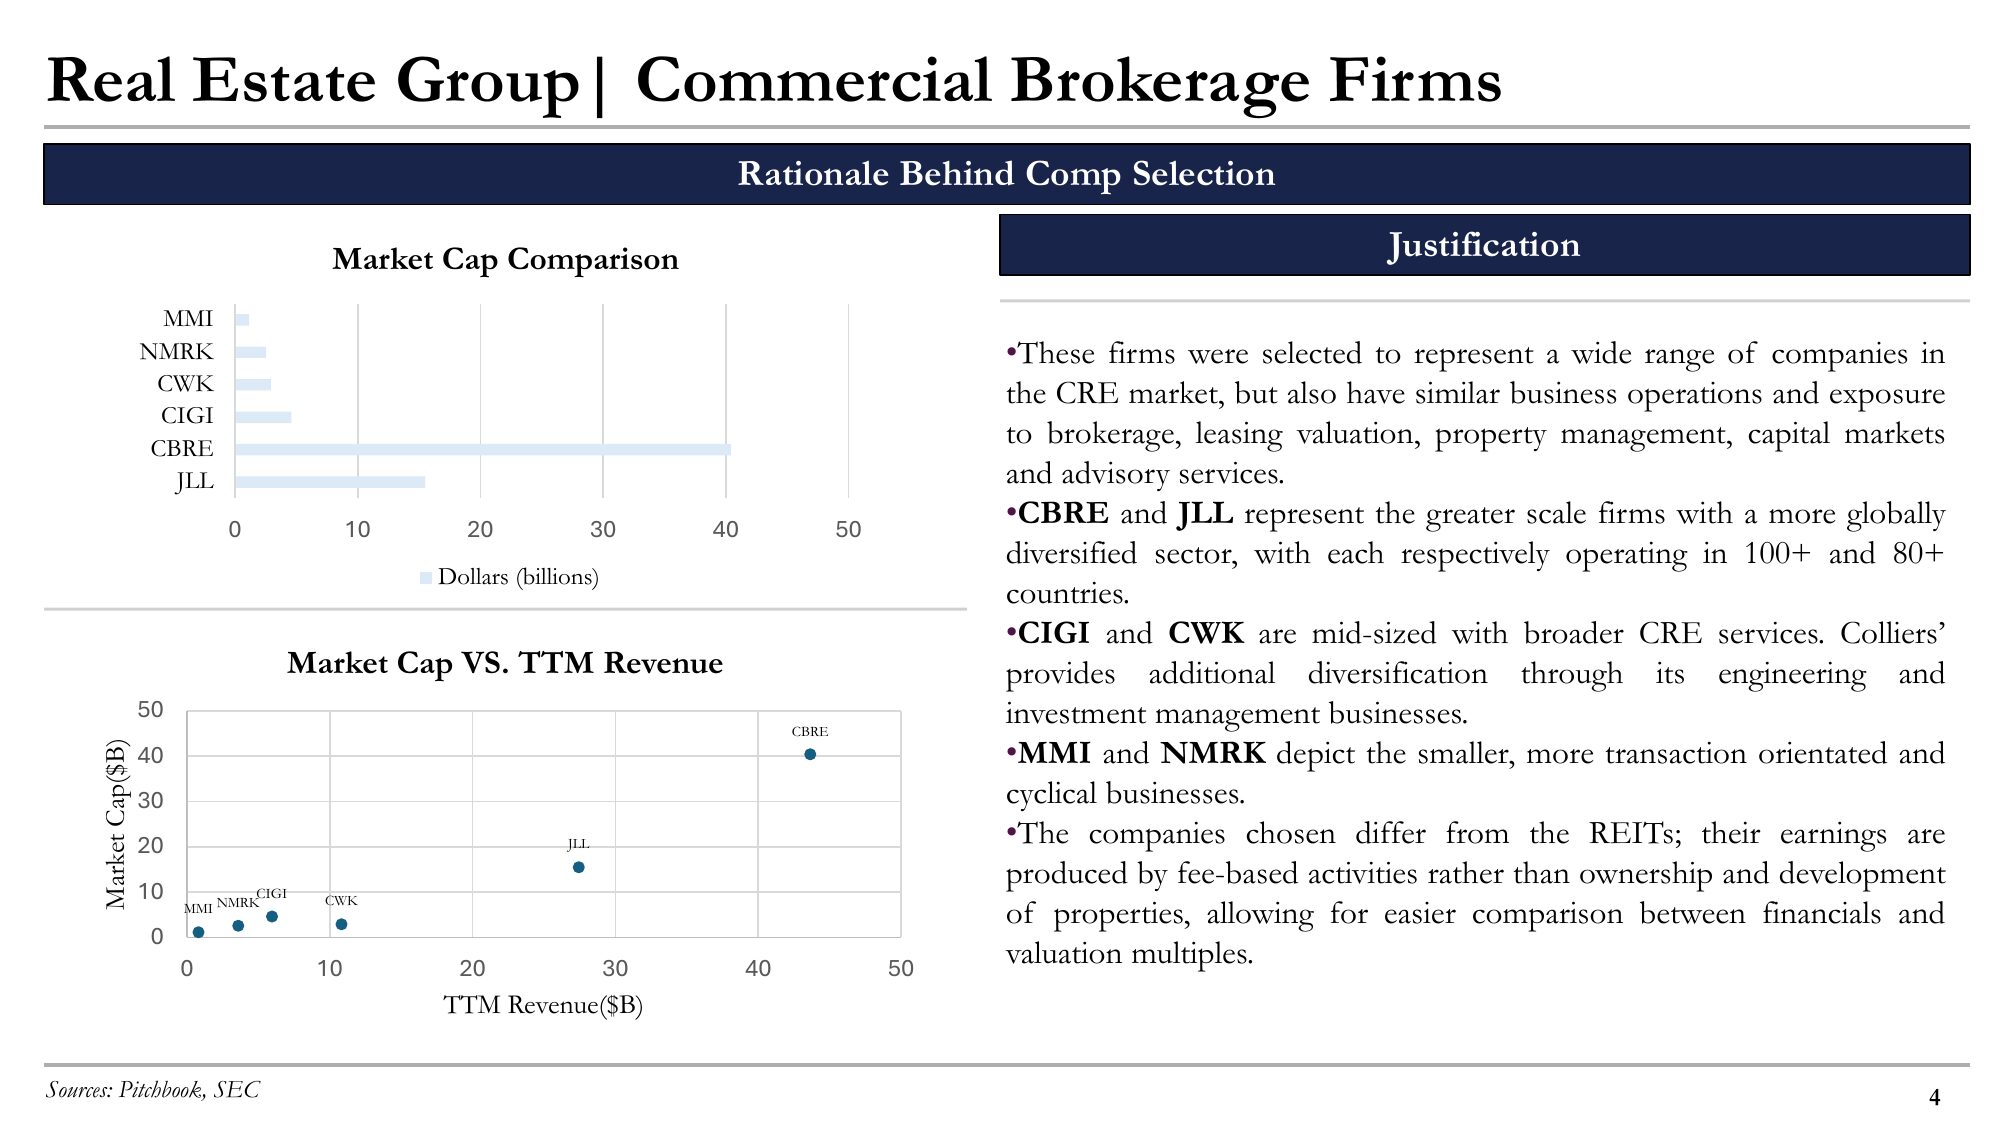 Real Estate Group| Commercial Brokerage Firms
Rationale Behind Comp Selection
Market Cap Comparison
MMI
NMRK
CWK
CIGI
CBRE
JLL
0 10 20 30 40 50
Dollars (billions)
Market Cap VS. TTM Revenue
Market Cap($B)
50
40
30
20
10
0
CBRE
JLL
MMI NMRK CIGI CWK
0 10 20 30 40 50
TTM Revenue($B)
Justification
•These firms were selected to represent a wide range of companies in
the CRE market, but also have similar business operations and exposure
to brokerage, leasing valuation, property management, capital markets
and advisory services.
•CBRE and JLL represent the greater scale firms with a more globally
diversified sector, with each respectively operating in 100+ and 80+
countries.
•CIGI and CWK are mid-sized with broader CRE services. Colliers’
provides additional diversification through its engineering and
investment management businesses.
•MMI and NMRK depict the smaller, more transaction orientated and
cyclical businesses.
•The companies chosen differ from the REITs; their earnings are
produced by fee-based activities rather than ownership and development
of properties, allowing for easier comparison between financials and
valuation multiples.
Sources: Pitchbook, SEC
4